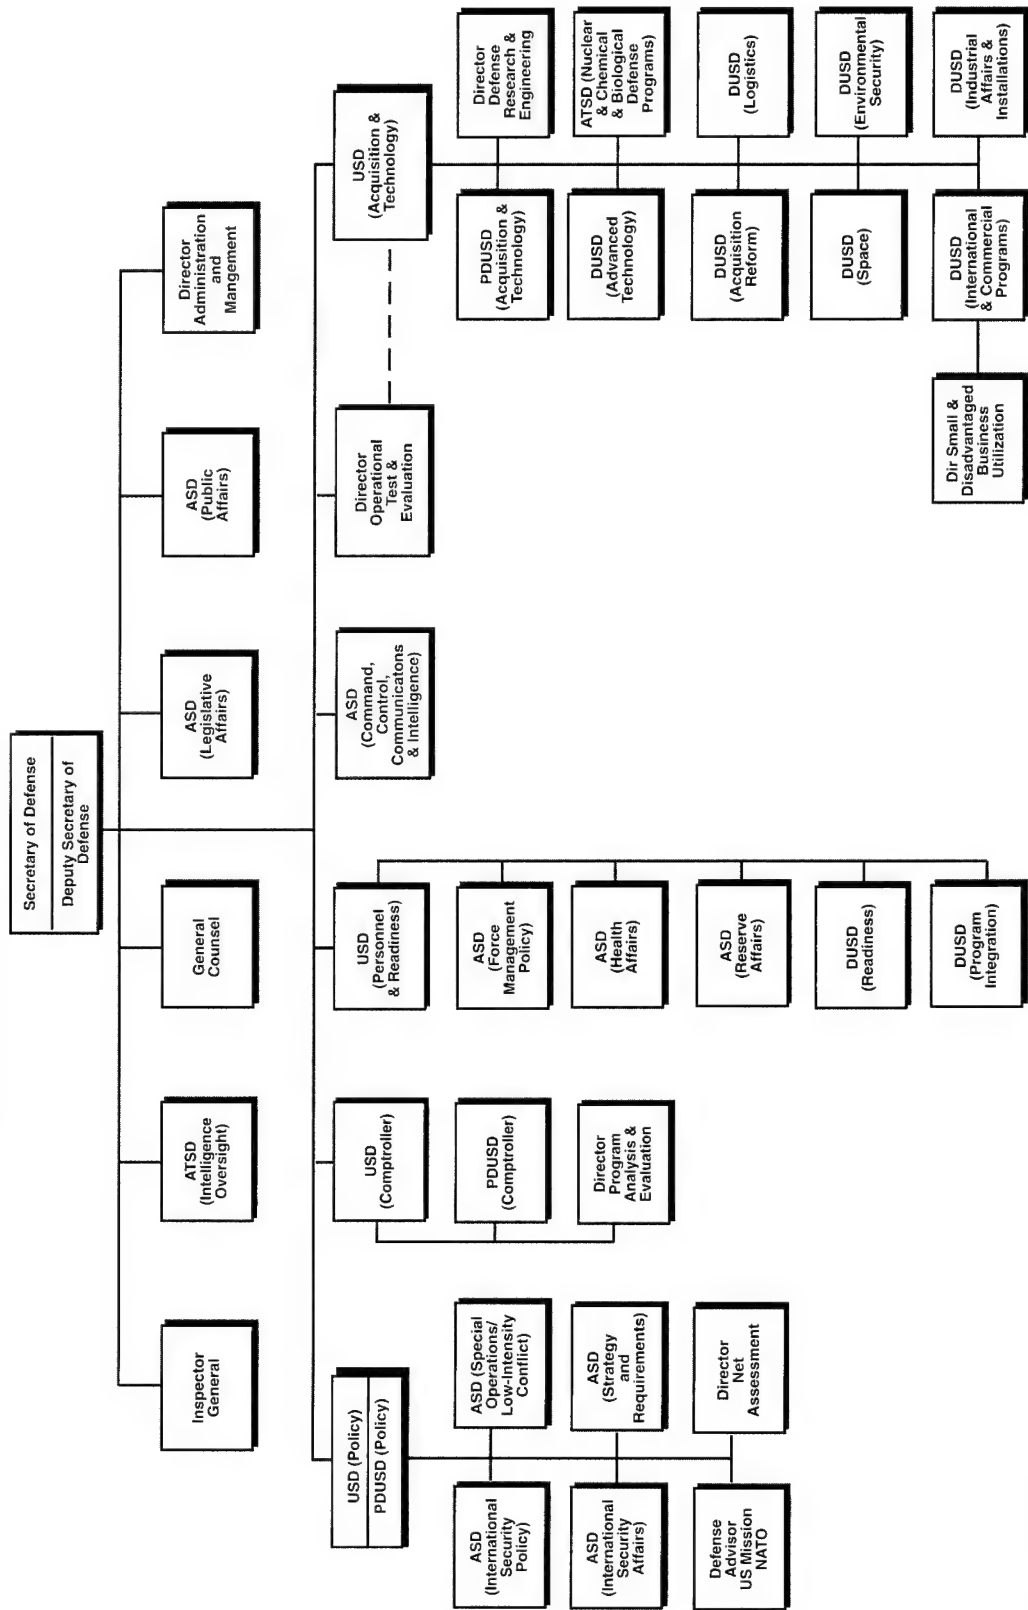 Secretary of Defense
Deputy Secretary of
Defense
Inspector
General
ATSD
(Intelligence
Oversight)
General
Counsel
ASD
(Legislative
Affairs)
ASD
(Public
Affairs)
Director
Administration
and
Mangement
USD (Policy)
PDUSD (Policy)
USD
(Comptroller)
USD
(Personnel
& Readiness)
ASD
(Command,
Control,
Communicatons
& Intelligence)
Director
Operational
Test &
Evaluation
USD
(Acquisition &
Technology)
ASD
(International
Security
Policy)
ASD (Special
Operations/
Low-Intensity
Conflict)
ASD
(International
Security
Affairs)
ASD
(Strategy
and
Requirements)
Defense
Advisor
US Mission
NATO
Director
Net
Assessment
PDUSD
(Comptroller)
Director
Program
Analysis &
Evaluation
ASD
(Force
Management
Policy)
ASD
(Health
Affairs)
ASD
(Reserve
Affairs)
DUSD
(Readiness)
DUSD
(Program
Integration)
PDUSD
(Acquisition &
Technology)
Director
Defense
Research &
Engineering
DUSD
(Advanced
Technology)
ATSD (Nuclear
& Chemical
& Biological
Defense
Programs)
DUSD
(Acquisition
Reform)
DUSD
(Logistics)
DUSD
(Space)
DUSD
(Environmental
Security)
Dir Small &
Disadvantaged
Business
Utilization
DUSD
(International
& Commercial
Programs)
DUSD
(Industrial
Affairs &
Installations)